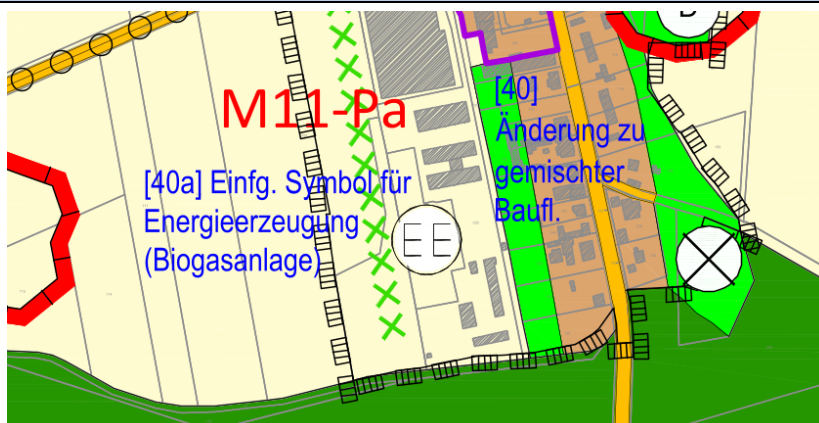 M11-Pa
[40]
Änderung zu
gemischter
Baufl.
[40a] Einfg. Symbol für
Energieerzeugung
(Biogasanlage)
EE